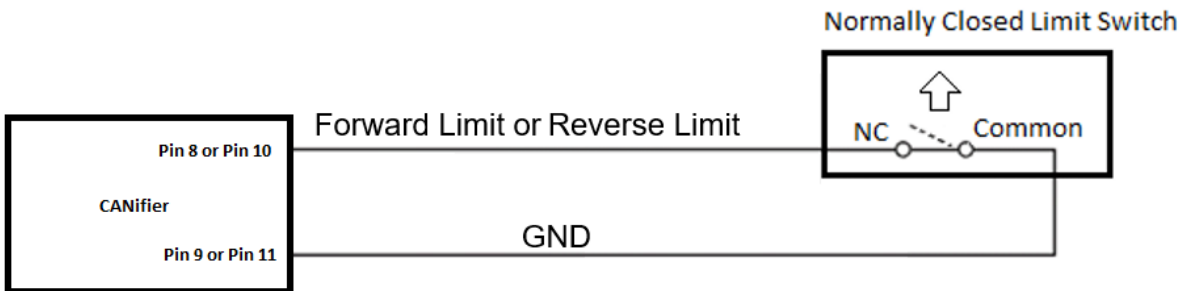 Normally Closed Limit Switch
Forward Limit or Reverse Limit
NC
Common
Pin 8 or Pin 10
CANifier
Pin 9 or Pin 11
GND